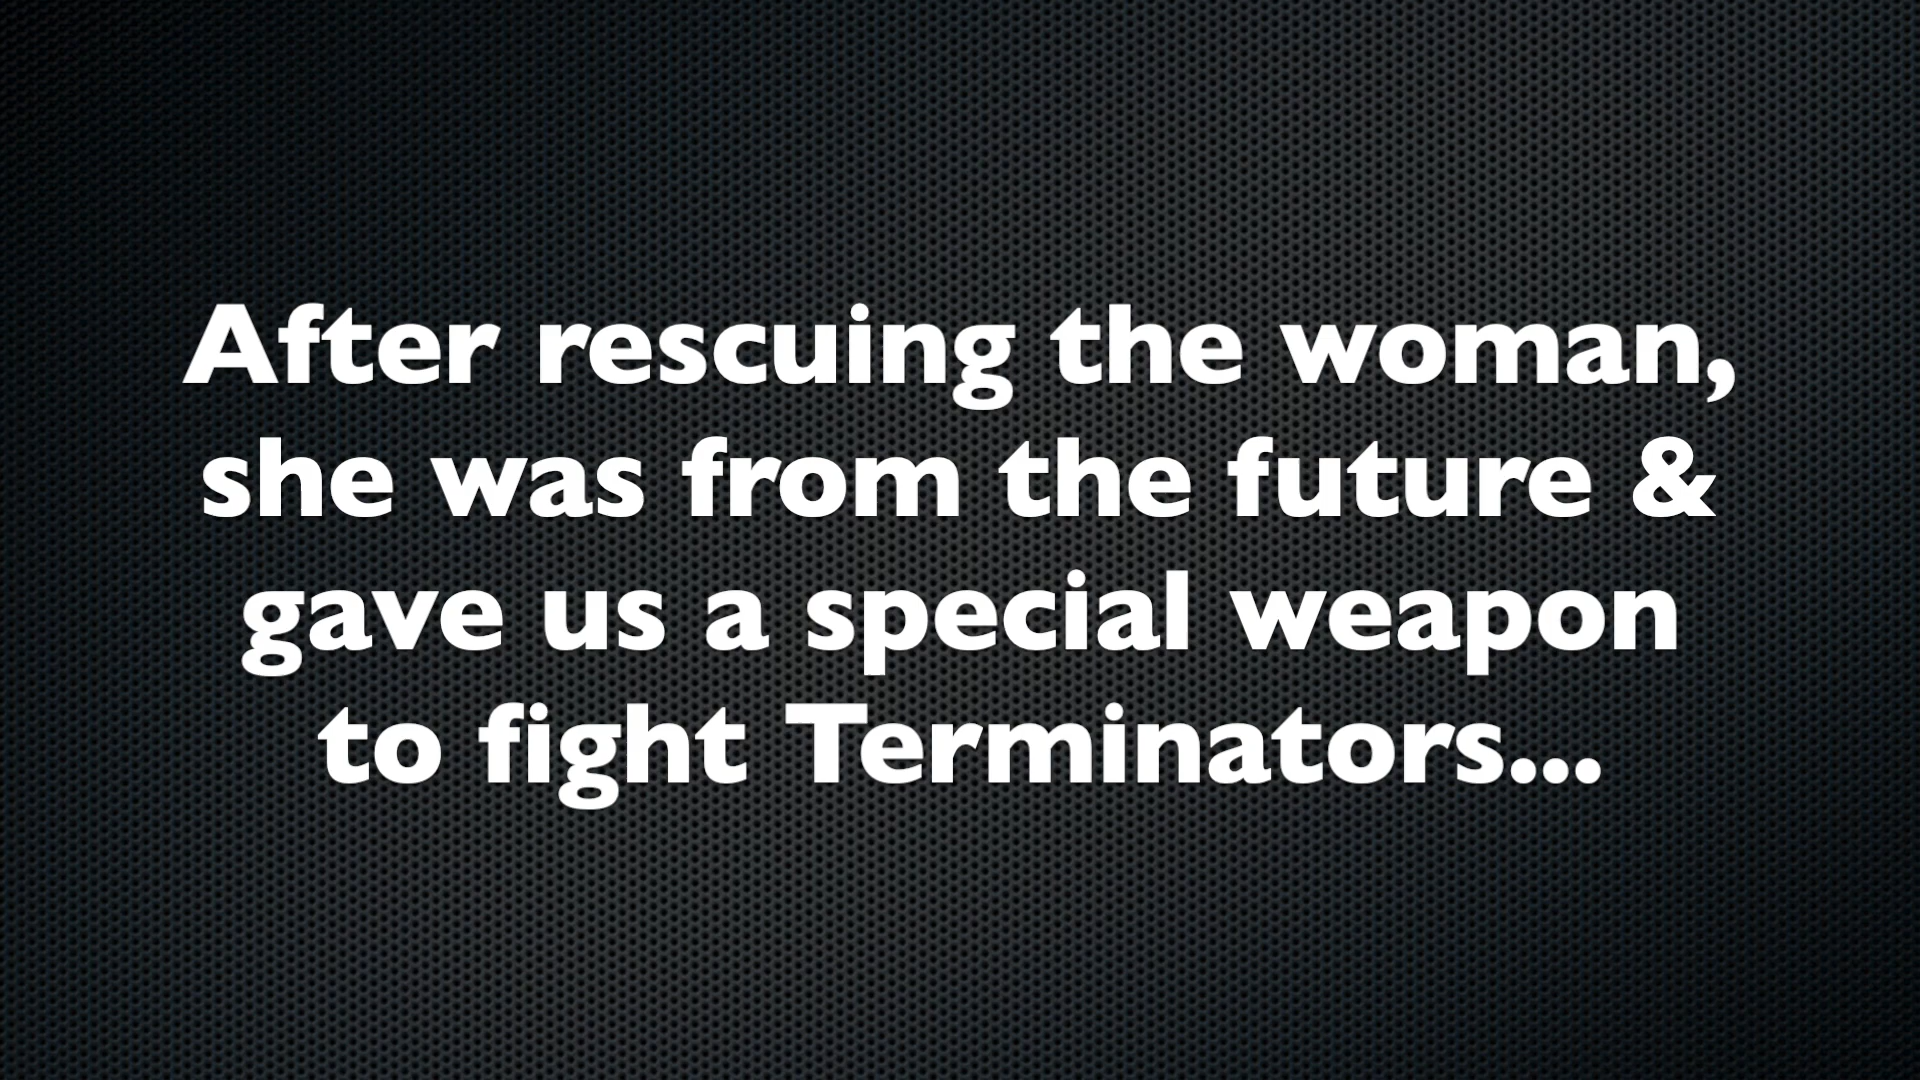 After rescuing the woman,
she was from the future &
gave us a special weapon
to fight Terminators...